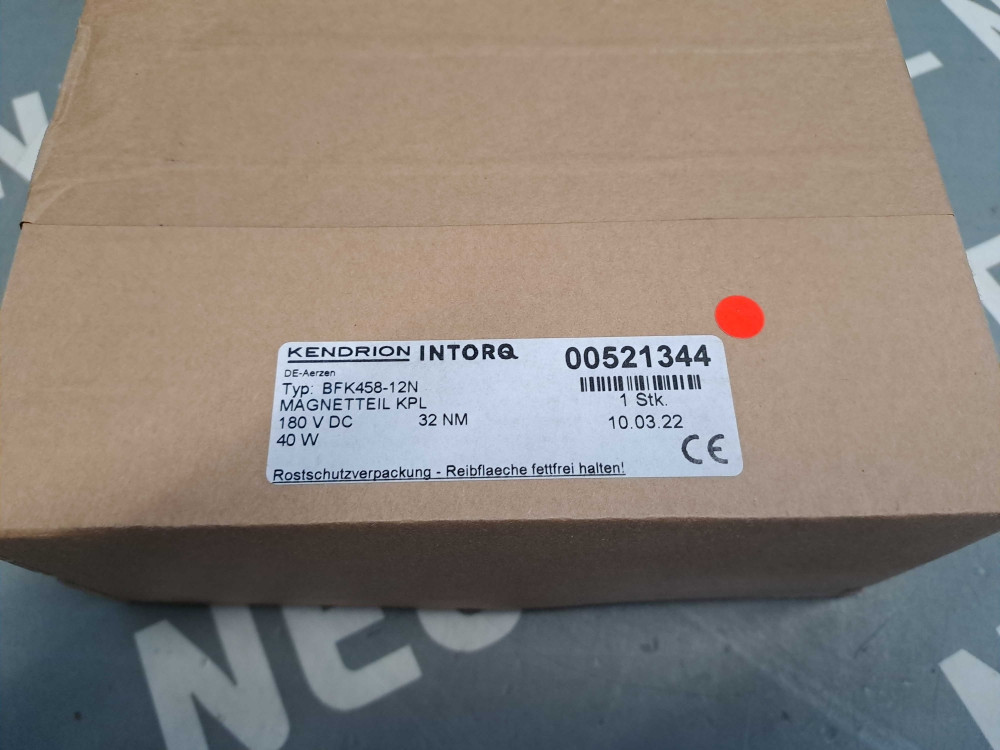 KENDRION INTORQ
00521344
DE-Aerzen
Typ: BFK458-12N
MAGNETTEIL KPL
1 Stk.
180 V DC 32 NM
10.03.22
40 W
CE
Rostschutzverpackung - Reibflaeche fettfrei halten!